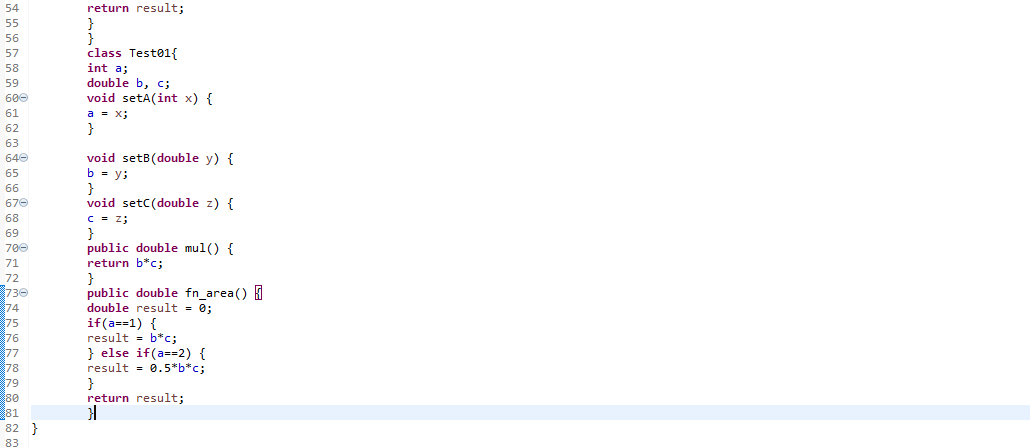 54 return result;
55 }
56 }
57 class Test01{
58 int a;
59 double b, c;
60 void setA(int x) {
61 a = x;
62 }
63
64 void setB(double y) {
65 b = y;
66 }
67 void setC(double z) {
68 c = z;
69 }
70 public double mul() {
71 return b*c;
72 }
73 public double fn_area() {
74 double result = 0;
75 if(a==1) {
76 result = b*c;
77 } else if(a==2) {
78 result = 0.5*b*c;
79 }
80 return result;
81 }
82 }
83